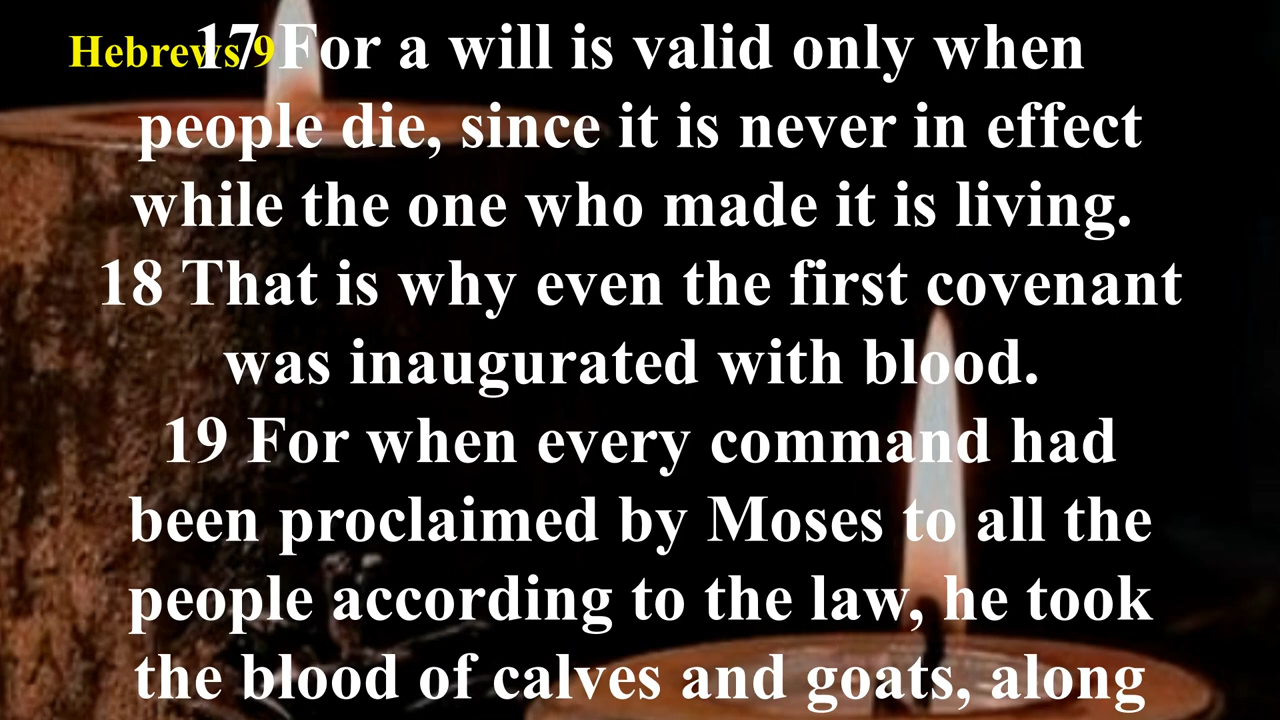 Hebrews 9
17 For a will is valid only when
people die, since it is never in effect
while the one who made it is living.
18 That is why even the first covenant
was inaugurated with blood.
19 For when every command had
been proclaimed by Moses to all the
people according to the law, he took
the blood of calves and goats, along